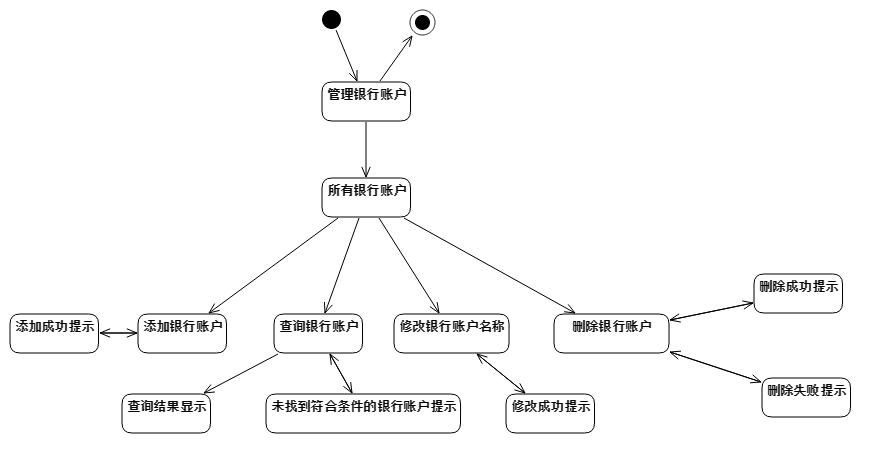 管理银行账户
所有银行账户
删除成功提示
添加成功提示
添加银行账户
查询银行账户
修改银行账户名称
删除银行账户
删除失败提示
查询结果显示
未找到符合条件的银行账户提示
修改成功提示